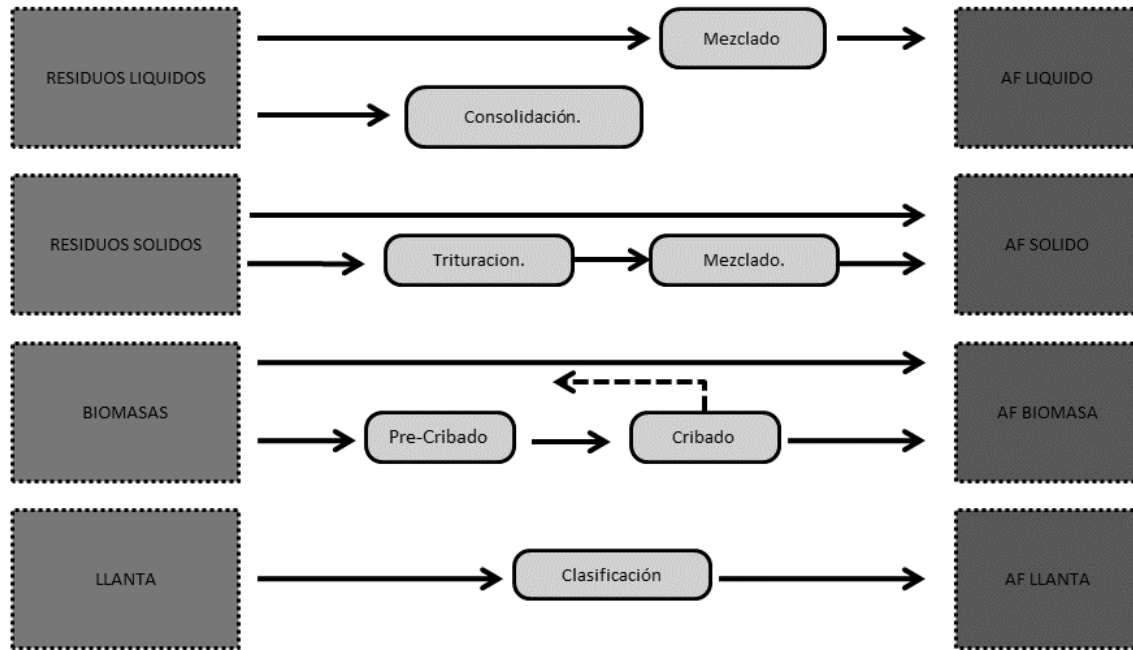 RESIDUOS LIQUIDOS
Mezclado
AF LIQUIDO
Consolidación.
RESIDUOS SOLIDOS
Trituracion.
Mezclado.
AF SOLIDO
BIOMASAS
Pre-Cribado
Cribado
AF BIOMASA
LLANTA
Clasificación
AF LLANTA